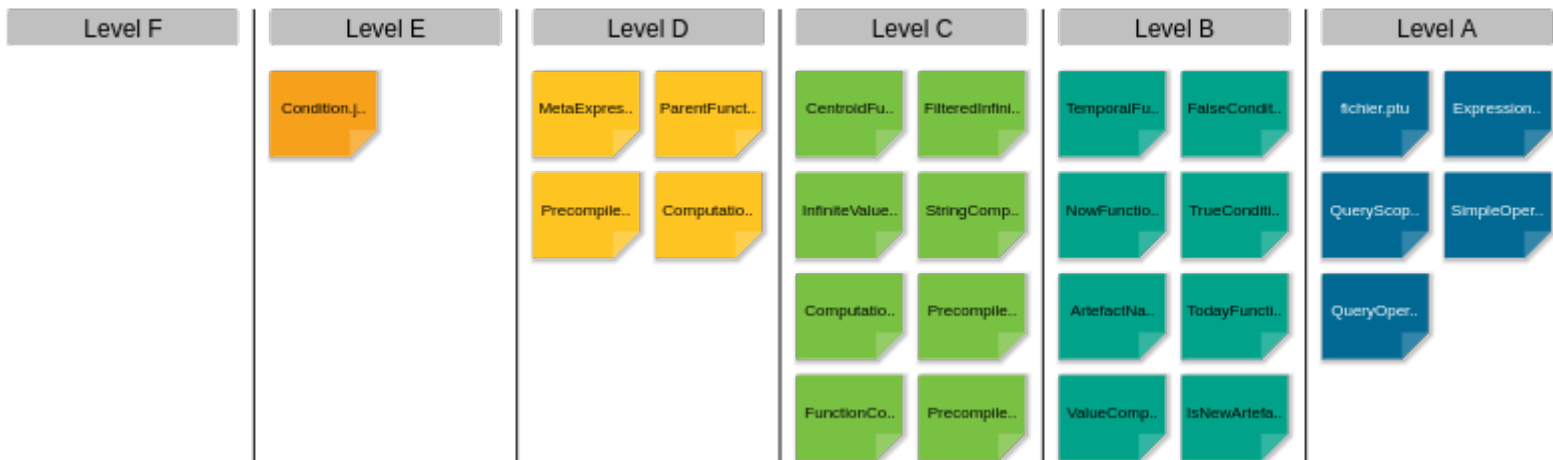 Level F
Level E
Level D
Level C
Level B
Level A
Condition.j..
MetaExpres..
ParentFunct..
CentroidFu..
FilteredInfini..
TemporalFu..
FalseCondit..
fichier.ptu
Expression..
Precompile..
Computatio..
InfiniteValue..
StringComp..
NowFunctio..
TrueConditi..
QueryScop..
SimpleOper..
Computatio..
Precompile..
ArtefactNa..
TodayFuncti..
QueryOper..
FunctionCo..
Precompile..
ValueComp..
IsNewArtefa..